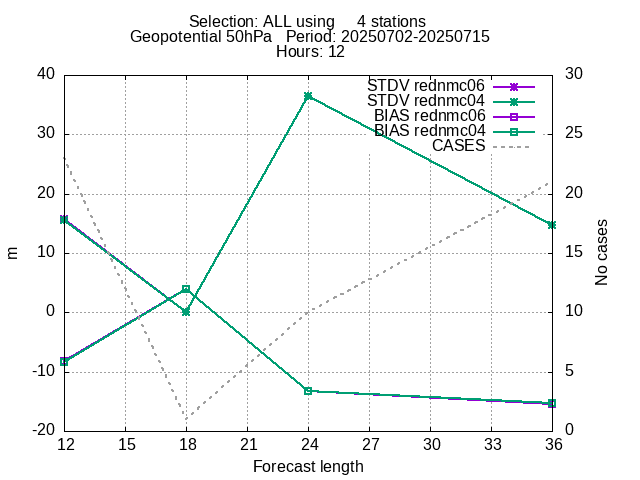 Selection: ALL using     4 stations
Geopotential 50hPa   Period: 20250702-20250715
Hours: 12
40
30
20
10
0
-10
-20
m
STDV rednmc06
STDV rednmc04
BIAS rednmc06
BIAS rednmc04
CASES
30
25
20
15
10
5
0
No cases
12 15 18 21 24 27 30 33 36
Forecast length